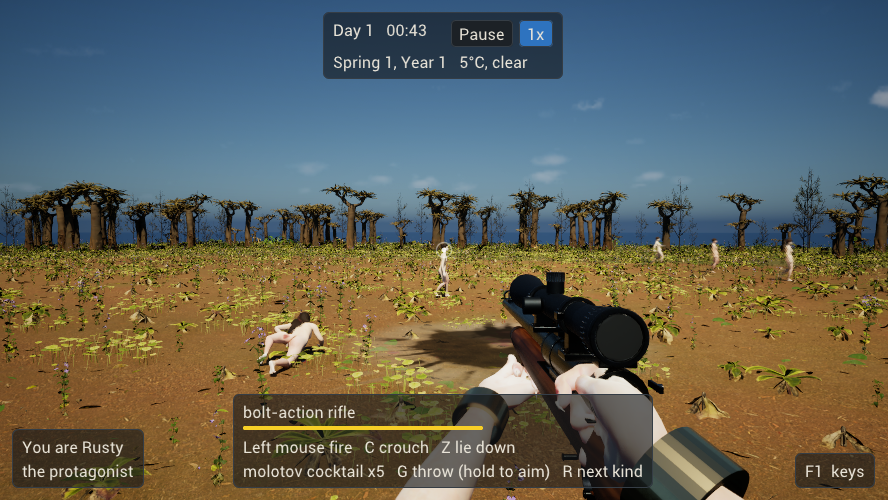 Day 1 00:43 Pause 1x
Spring 1, Year 1 5°C, clear
bolt-action rifle
Left mouse fire C crouch Z lie down
molotov cocktail x5 G throw (hold to aim) R next kind
You are Rusty
the protagonist
F1 keys